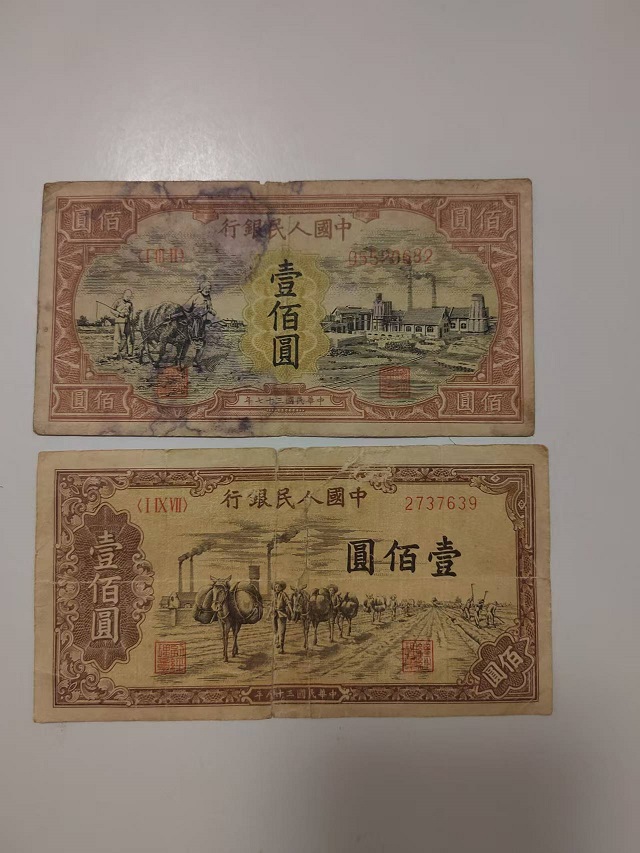 佰圓
佰圓
中國人民銀行
壹佰圓
佰圓
中華民國三十七年
佰圓
中國人民銀行
〈I IX VII〉
2737639
壹佰圓
壹佰圓
佰圓
中華民國三十八年